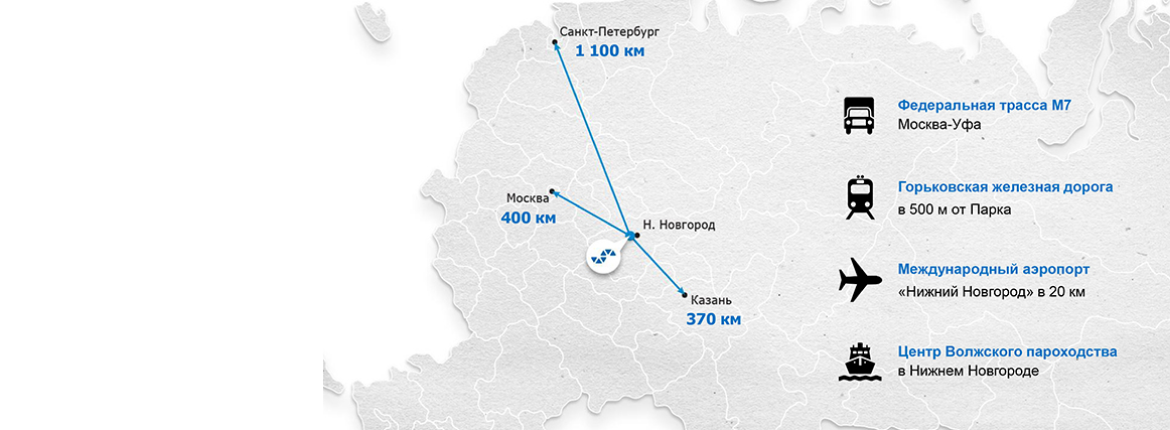 Санкт-Петербург
1 100 км
Москва
400 км
Н. Новгород
Казань
370 км
Федеральная трасса М7
Москва-Уфа
Горьковская железная дорога
в 500 м от Парка
Международный аэропорт
«Нижний Новгород» в 20 км
Центр Волжского пароходства
в Нижнем Новгороде